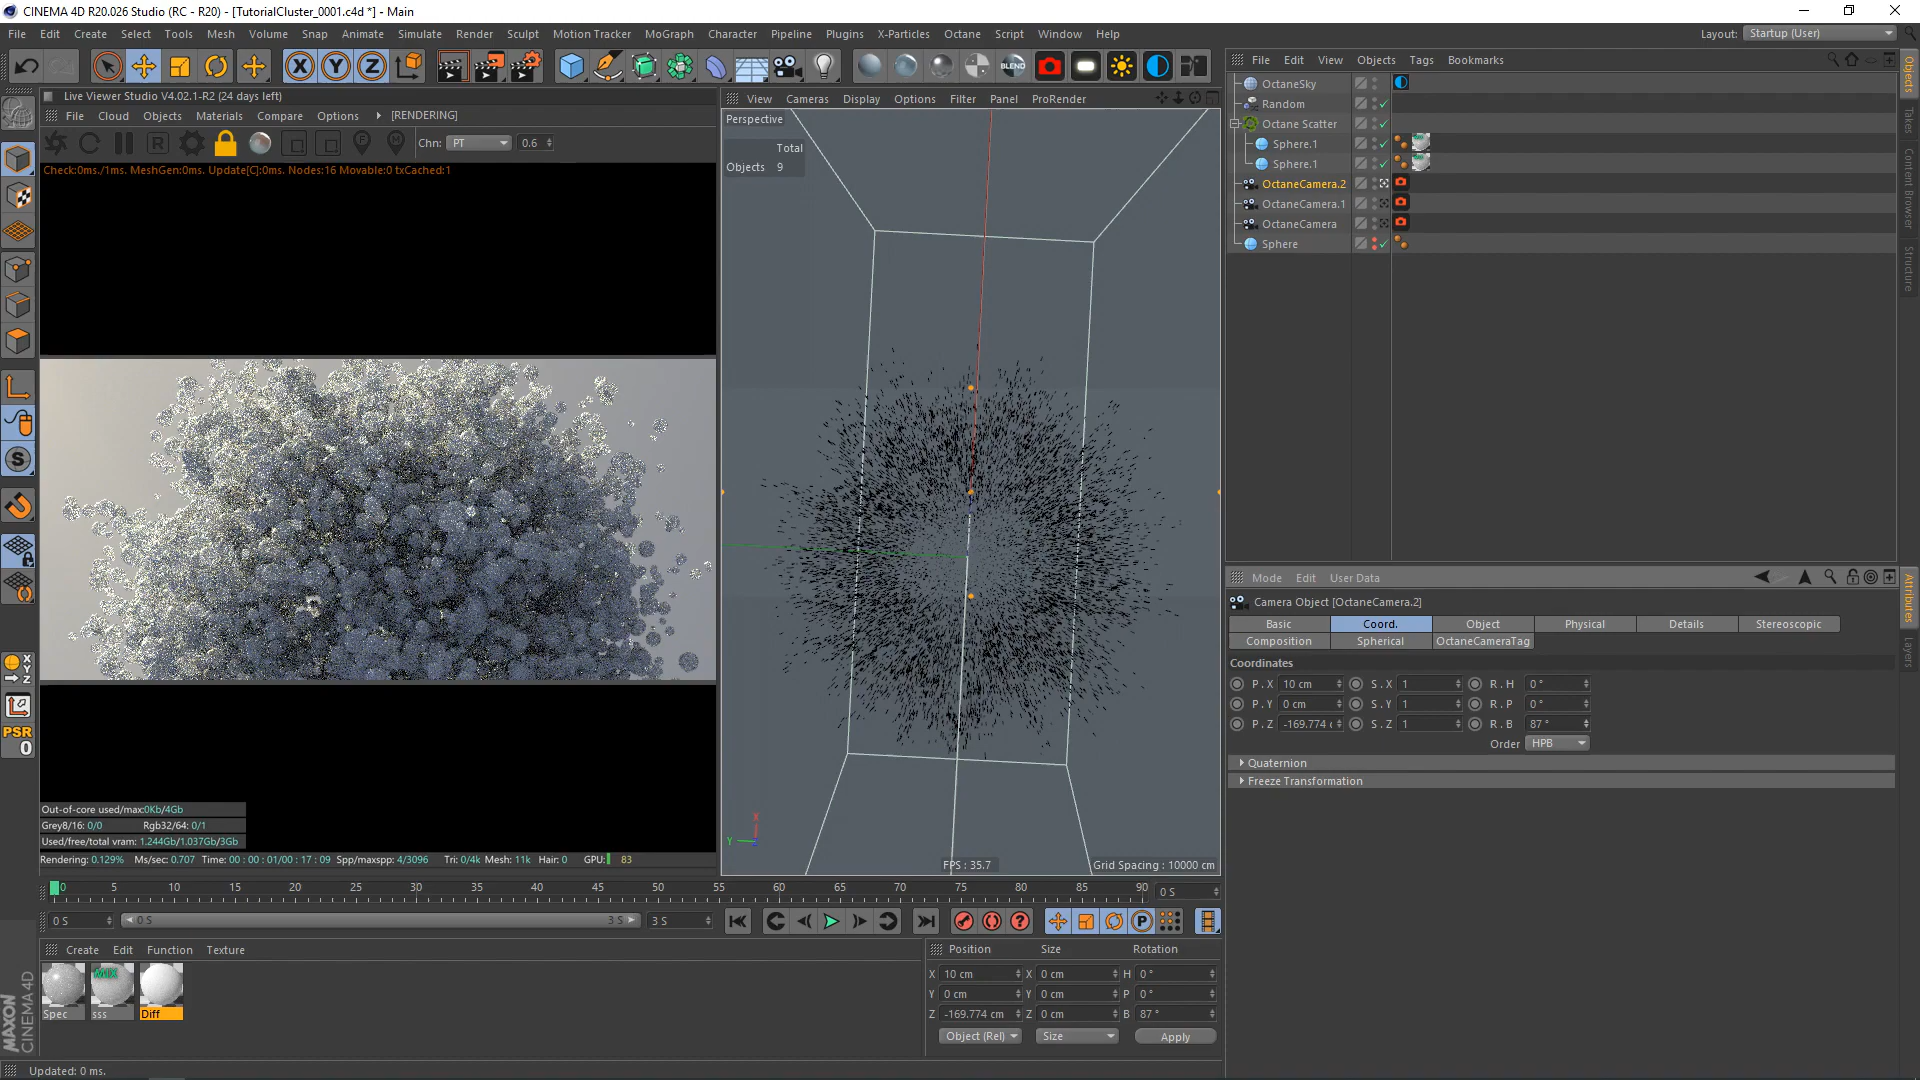 CINEMA 4D R20.026 Studio (RC - R20) - [TutorialCluster_0001.c4d *] - Main
File Edit Create Select Tools Mesh Volume Snap Animate Simulate Render Sculpt Motion Tracker MoGraph Character Pipeline Plugins X-Particles Octane Script Window Help
Layout: Startup (User)
X Y Z BLEND
Live Viewer Studio V4.02.1-R2 (24 days left)
File Cloud Objects Materials Compare Options [RENDERING]
R Chn: PT 0.6
Check:0ms./1ms. MeshGen:0ms. Update[C]:0ms. Nodes:16 Movable:0 txCached:1
Out-of-core used/max:0Kb/4Gb
Grey8/16: 0/0 Rgb32/64: 0/1
Used/free/total vram: 1.244Gb/1.037Gb/3Gb
Rendering: 0.129% Ms/sec: 0.707 Time: 00 : 00 : 01/00 : 17 : 09 Spp/maxspp: 4/3096 Tri: 0/4k Mesh: 11k Hair: 0 GPU: 83
View Cameras Display Options Filter Panel ProRender
Perspective
Total
Objects 9
X
Y
FPS : 35.7
Grid Spacing : 10000 cm
File Edit View Objects Tags Bookmarks
OctaneSky
Random
Octane Scatter
Sphere.1
Sphere.1
OctaneCamera.2
OctaneCamera.1
OctaneCamera
Sphere
Objects
Takes
Content Browser
Structure
Mode Edit User Data
Camera Object [OctaneCamera.2]
Basic Coord. Object Physical Details Stereoscopic
Composition Spherical OctaneCameraTag
Coordinates
P . X 10 cm S . X 1 R . H 0 °
P . Y 0 cm S . Y 1 R . P 0 °
P . Z -169.774 c S . Z 1 R . B 87 °
Order HPB
Quaternion
Freeze Transformation
Attributes
Layers
S
X
Y
Z
PSR
0
0 5 10 15 20 25 30 35 40 45 50 55 60 65 70 75 80 85 90 0 S
0 S 0 S 3 S 3 S
P
Create Edit Function Texture
MIX
Spec sss Diff
Position Size Rotation
X 10 cm X 0 cm H 0 °
Y 0 cm Y 0 cm P 0 °
Z -169.774 cm Z 0 cm B 87 °
Object (Rel) Size Apply
MAXON
CINEMA 4D
Updated: 0 ms.